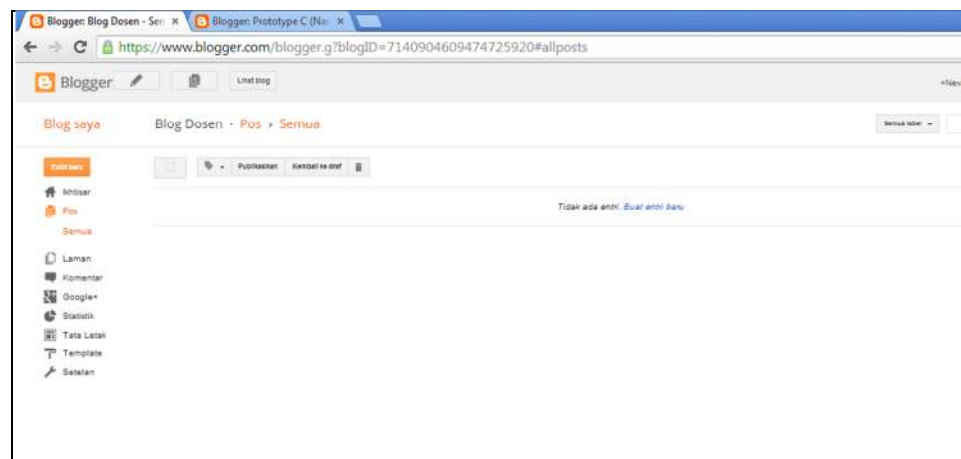 Blogger: Blog Dosen - Sem
Blogger: Prototype C (Nar
https://www.blogger.com/blogger.g?blogID=7140904609474725920#allposts
Blogger
Lihat blog
Blog saya
Blog Dosen · Pos › Semua
Semua label
Entri baru
Publikasikan
Kembali ke draf
Ikhtisar
Tidak ada entri. Buat entri baru
Pos
Semua
Laman
Komentar
Google+
Statistik
Tata Letak
Template
Setelan